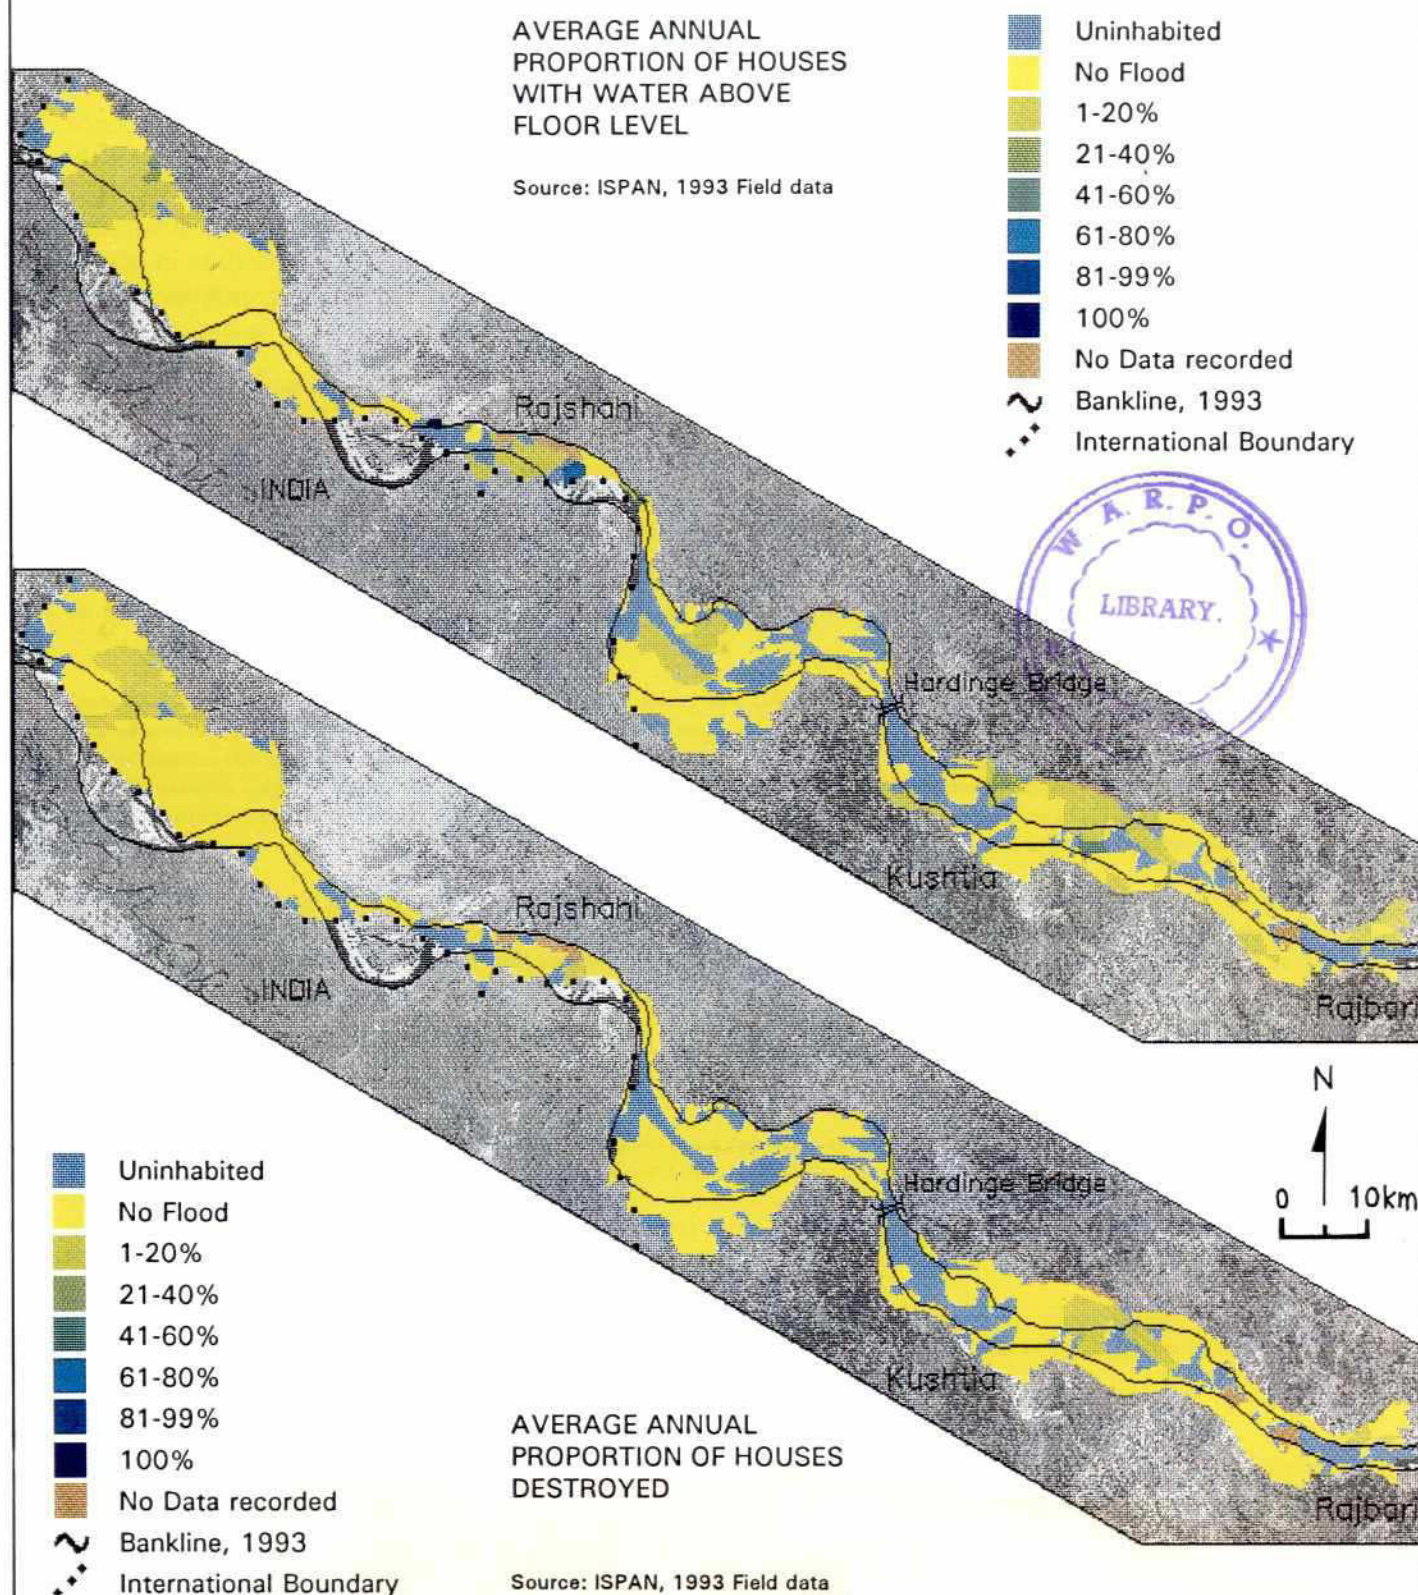 AVERAGE ANNUAL
PROPORTION OF HOUSES
WITH WATER ABOVE
FLOOR LEVEL
Source: ISPAN, 1993 Field data
Uninhabited
No Flood
1-20%
21-40%
41-60%
61-80%
81-99%
100%
No Data recorded
Bankline, 1993
International Boundary
W.A.R.P.O.
LIBRARY.
Rajshahi
INDIA
Hardinge Bridge
Kushtia
Rajbari
N
0 10km
Rajshahi
INDIA
Hardinge Bridge
Kushtia
Rajbari
Uninhabited
No Flood
1-20%
21-40%
41-60%
61-80%
81-99%
100%
No Data recorded
Bankline, 1993
International Boundary
AVERAGE ANNUAL
PROPORTION OF HOUSES
DESTROYED
Source: ISPAN, 1993 Field data